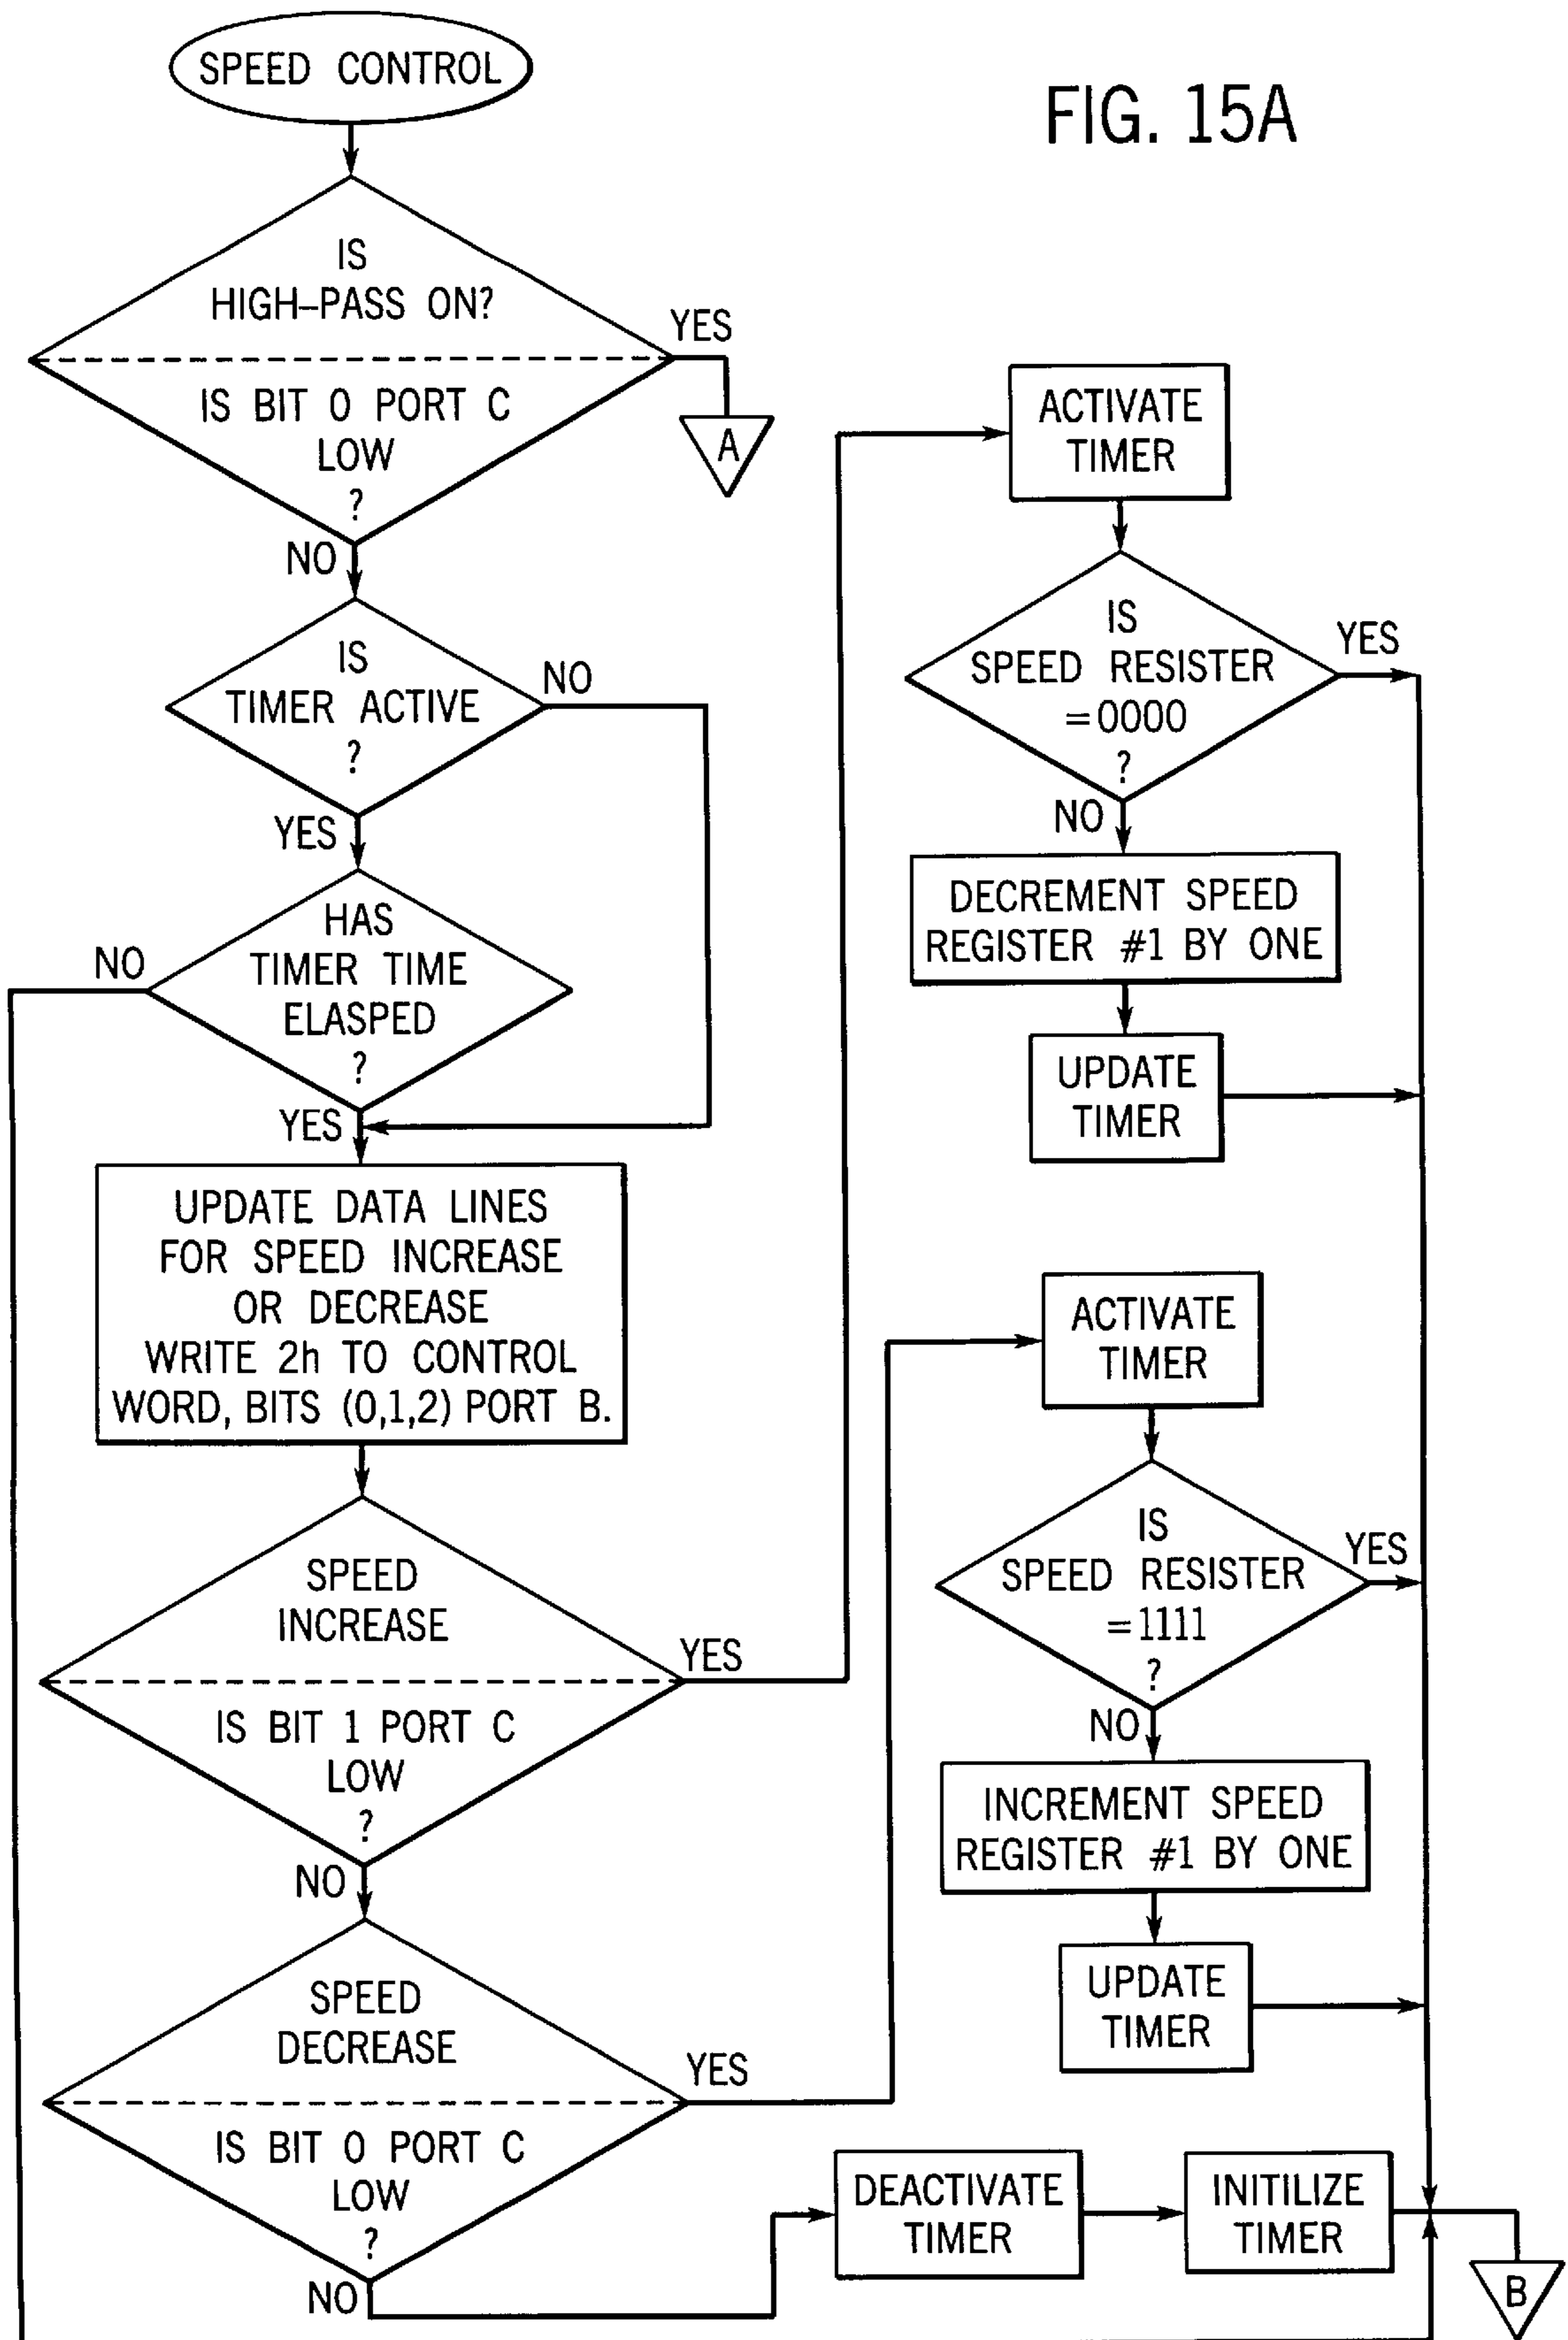 FIG. 15A
SPEED CONTROL
IS
HIGH–PASS ON?
IS BIT 0 PORT C
LOW
?
YES
A
NO
IS
TIMER ACTIVE
?
NO
YES
HAS
TIMER TIME
ELASPED
?
NO
YES
UPDATE DATA LINES
FOR SPEED INCREASE
OR DECREASE
WRITE 2h TO CONTROL
WORD, BITS (0,1,2) PORT B.
SPEED
INCREASE
IS BIT 1 PORT C
LOW
?
YES
NO
SPEED
DECREASE
IS BIT 0 PORT C
LOW
?
YES
NO
ACTIVATE
TIMER
IS
SPEED RESISTER
=0000
?
YES
NO
DECREMENT SPEED
REGISTER #1 BY ONE
UPDATE
TIMER
ACTIVATE
TIMER
IS
SPEED RESISTER
=1111
?
YES
NO
INCREMENT SPEED
REGISTER #1 BY ONE
UPDATE
TIMER
DEACTIVATE
TIMER
INITILIZE
TIMER
B